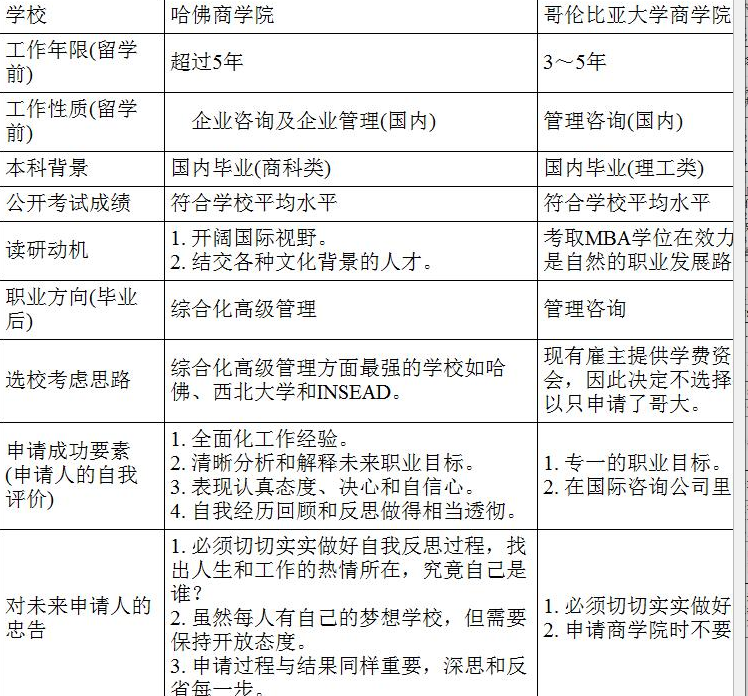 学校
哈佛商学院
哥伦比亚大学商学院
工作年限(留学
前)
超过5年
3～5年
工作性质(留学
前)
企业咨询及企业管理(国内)
管理咨询(国内)
本科背景
国内毕业(商科类)
国内毕业(理工类)
公开考试成绩
符合学校平均水平
符合学校平均水平
读研动机
1. 开阔国际视野。
2. 结交各种文化背景的人才。
考取MBA学位在效力
是自然的职业发展路
职业方向(毕业
后)
综合化高级管理
管理咨询
选校考虑思路
综合化高级管理方面最强的学校如哈
佛、西北大学和INSEAD。
现有雇主提供学费资
会，因此决定不选择
以只申请了哥大。
申请成功要素
(申请人的自我
评价)
1. 全面化工作经验。
2. 清晰分析和解释未来职业目标。
3. 表现认真态度、决心和自信心。
4. 自我经历回顾和反思做得相当透彻。
1. 专一的职业目标。
2. 在国际咨询公司里
对未来申请人的
忠告
1. 必须切切实实做好自我反思过程，找
出人生和工作的热情所在，究竟自己是
谁？
2. 虽然每人有自己的梦想学校，但需要
保持开放态度。
3. 申请过程与结果同样重要，深思和反
省每一步。
1. 必须切切实实做好
2. 申请商学院时不要